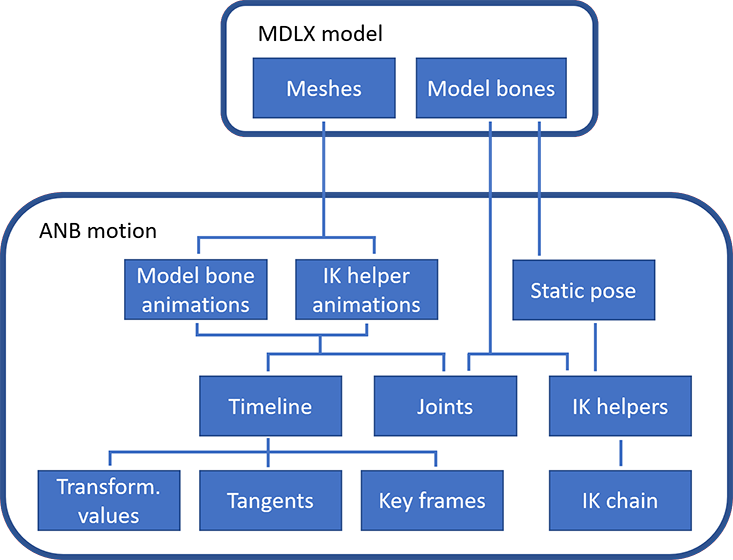 MDLX model
Meshes
Model bones
ANB motion
Model bone
animations
IK helper
animations
Static pose
Timeline
Joints
IK helpers
Transform.
values
Tangents
Key frames
IK chain